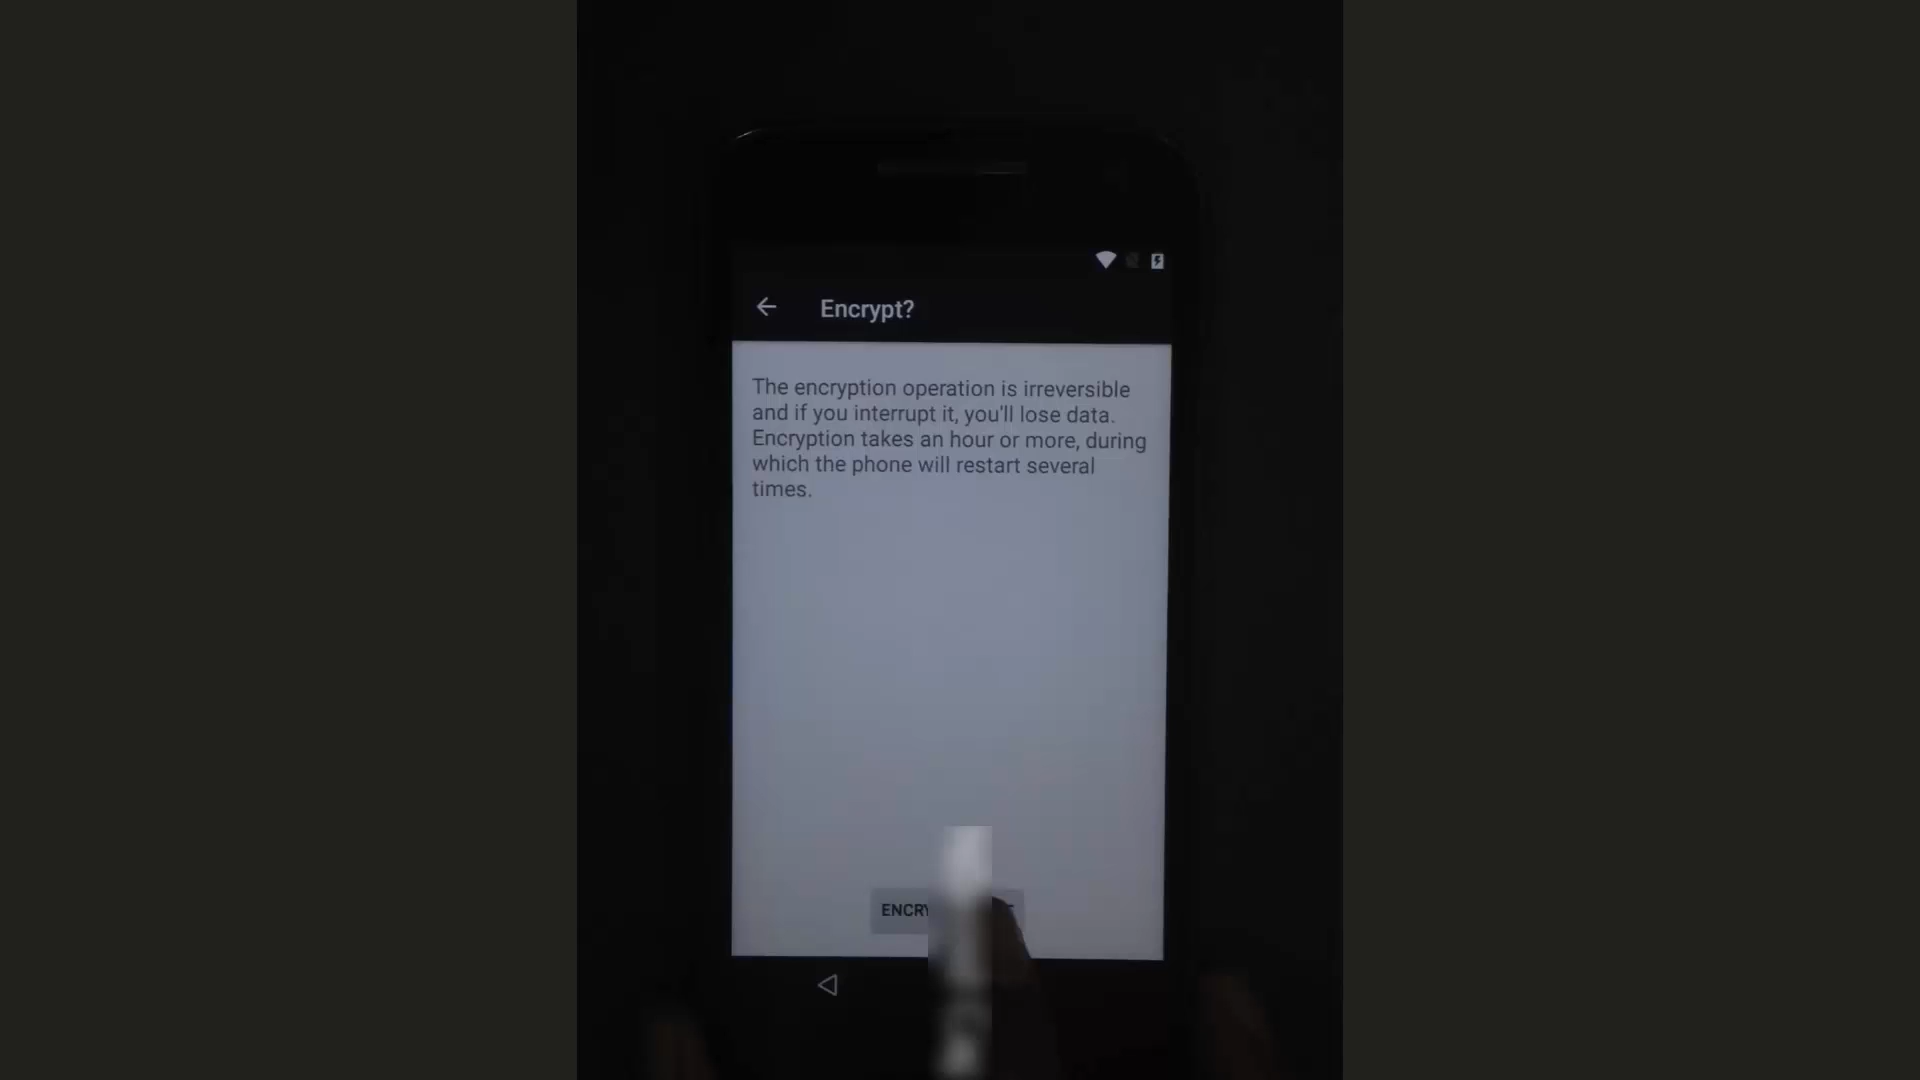 Encrypt?
The encryption operation is irreversible
and if you interrupt it, you'll lose data.
Encryption takes an hour or more, during
which the phone will restart several
times.